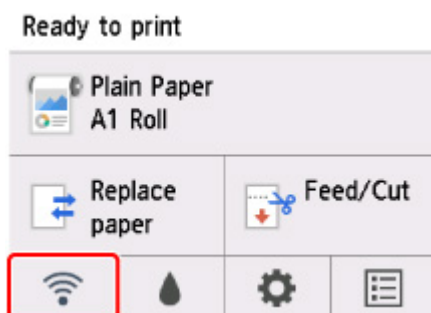 Ready to print
Plain Paper
A1 Roll
Replace
paper
Feed/Cut